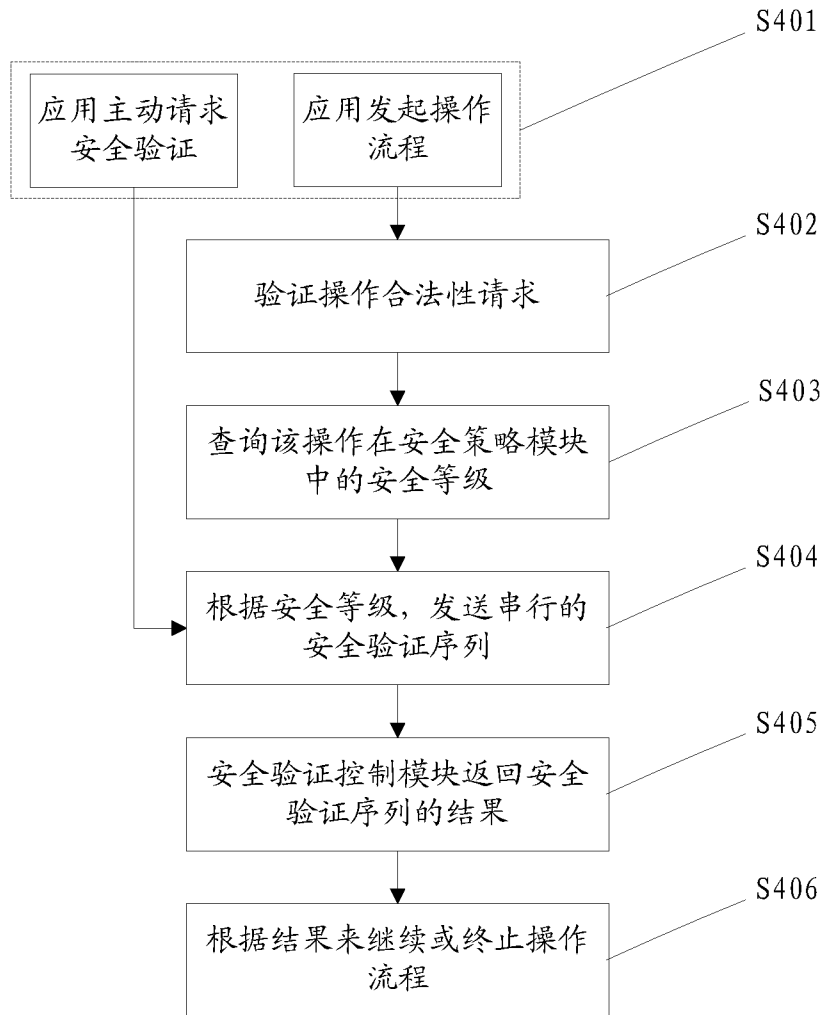 S401
应用主动请求
安全验证
应用发起操作
流程
S402
验证操作合法性请求
S403
查询该操作在安全策略模块
中的安全等级
S404
根据安全等级，发送串行的
安全验证序列
S405
安全验证控制模块返回安全
验证序列的结果
S406
根据结果来继续或终止操作
流程